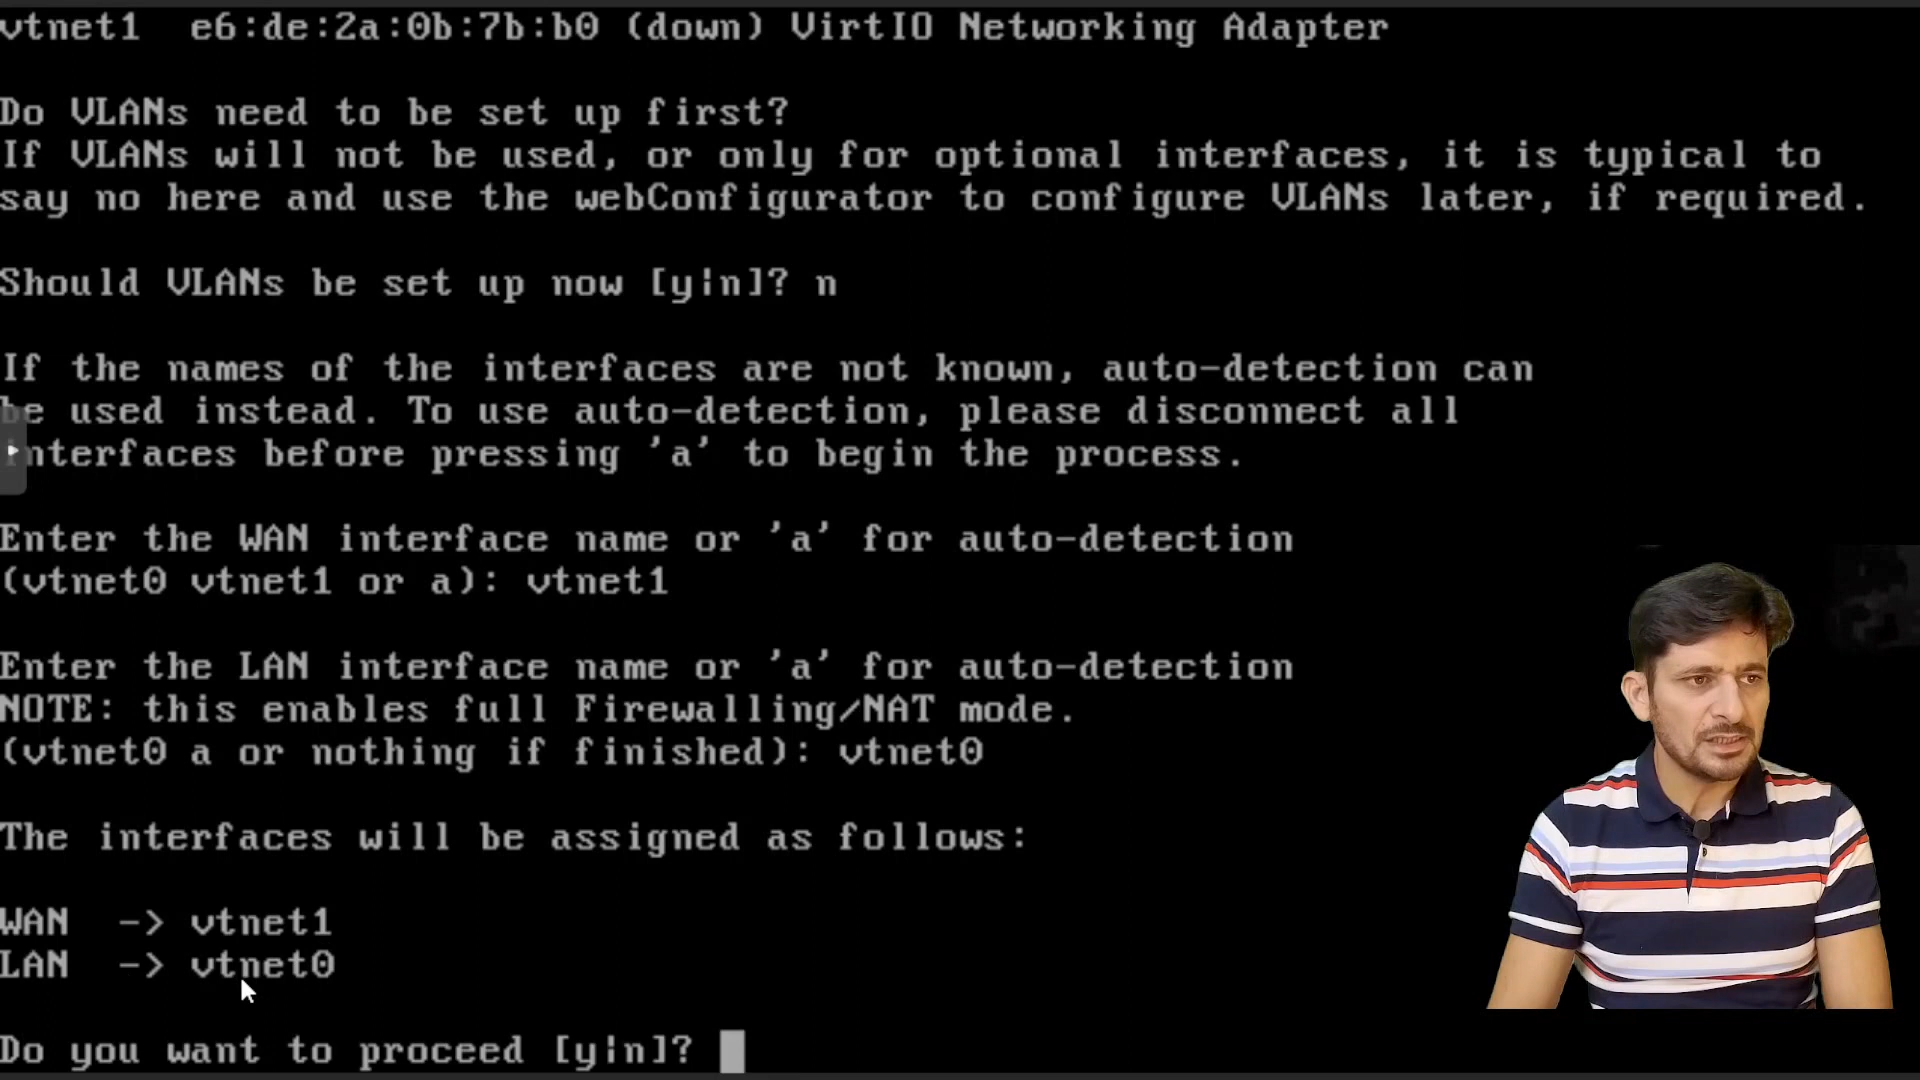 vtnet1 e6:de:2a:0b:7b:b0 (down) VirtIO Networking Adapter
Do VLANs need to be set up first?
If VLANs will not be used, or only for optional interfaces, it is typical to
say no here and use the webConfigurator to configure VLANs later, if required.
Should VLANs be set up now [y|n]? n
If the names of the interfaces are not known, auto-detection can
be used instead. To use auto-detection, please disconnect all
interfaces before pressing 'a' to begin the process.
Enter the WAN interface name or 'a' for auto-detection
(vtnet0 vtnet1 or a): vtnet1
Enter the LAN interface name or 'a' for auto-detection
NOTE: this enables full Firewalling/NAT mode.
(vtnet0 a or nothing if finished): vtnet0
The interfaces will be assigned as follows:
WAN -> vtnet1
LAN -> vtnet0
Do you want to proceed [y|n]?